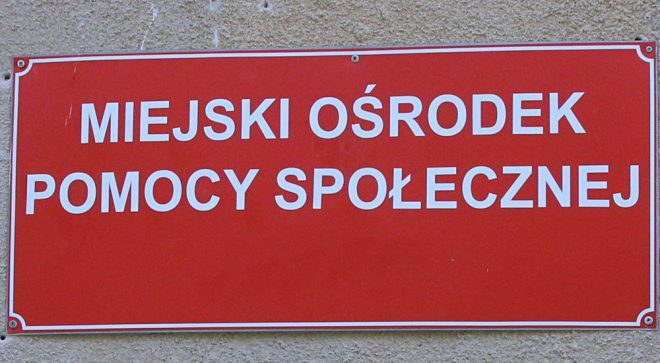 MIEJSKI OŚRODEK
POMOCY SPOŁECZNEJ